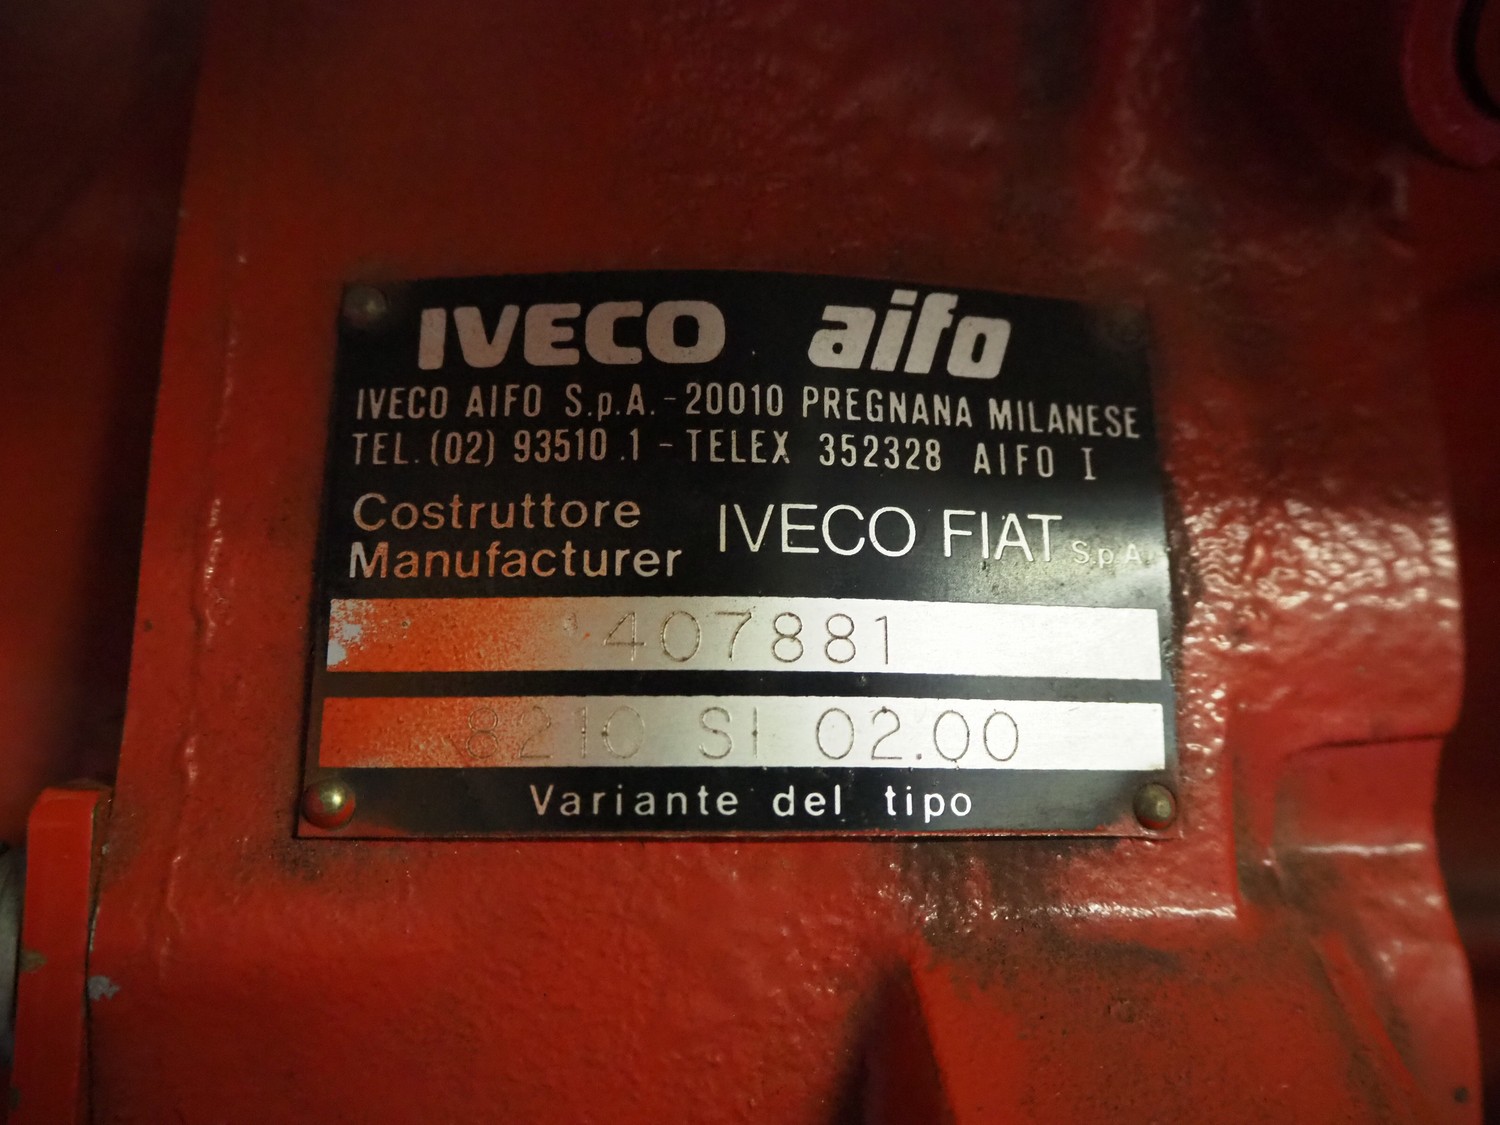 IVECO aifo
IVECO AIFO S.p.A. - 20010 PREGNANA MILANESE
TEL. (02) 93510.1 - TELEX 352328 AIFO I
Costruttore
Manufacturer
IVECO FIAT S.p.A.
407881
8210 SI 02.00
Variante del tipo